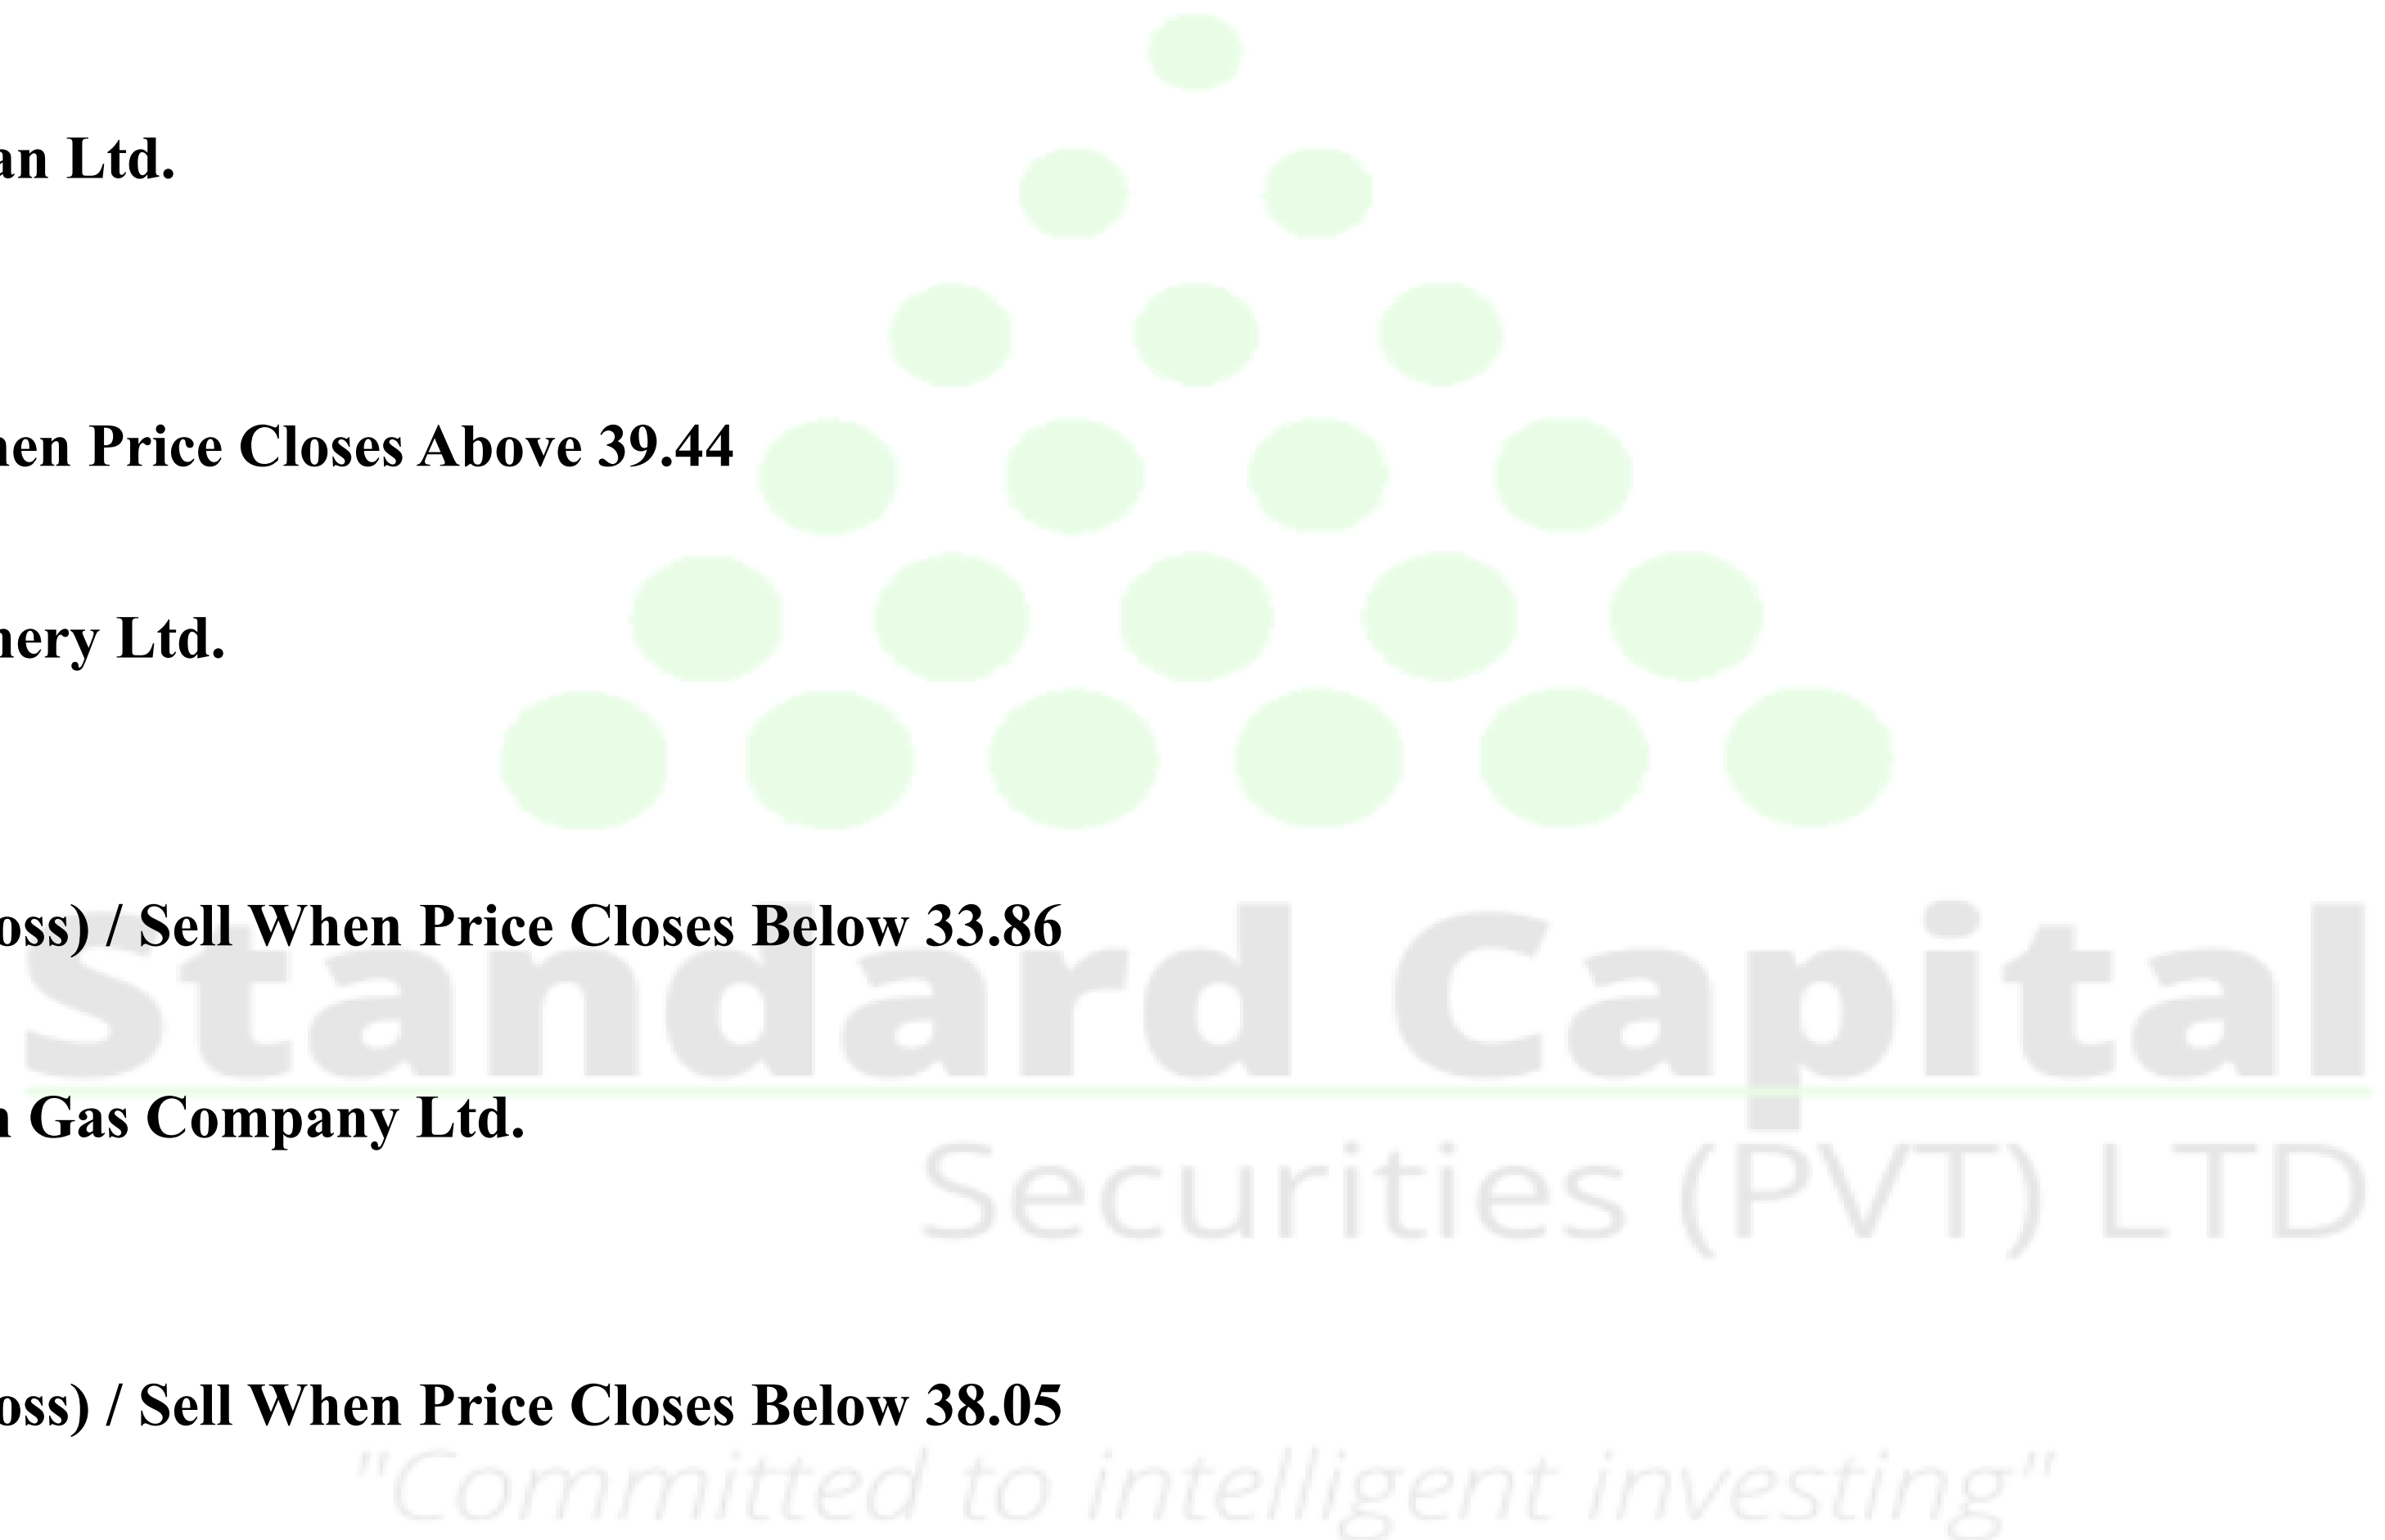 an Ltd.
en Price Closes Above 39.44
nery Ltd.
oss) / Sell When Price Closes Below 33.86
Standard Capital
Gas Company Ltd.
Securities (PVT) LTD
oss) / Sell When Price Closes Below 38.05
"Committed to intelligent investing"